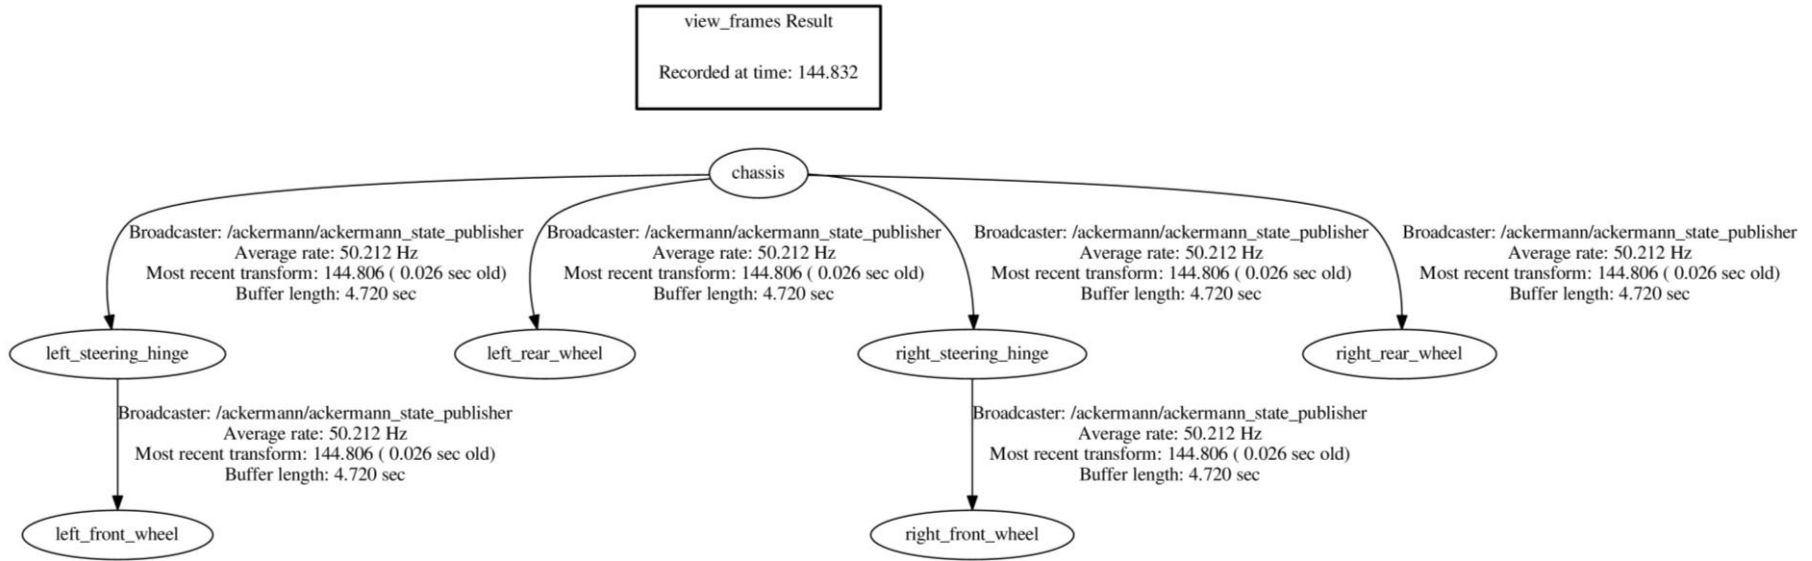 view_frames Result
Recorded at time: 144.832
chassis
Broadcaster: /ackermann/ackermann_state_publisher
Average rate: 50.212 Hz
Most recent transform: 144.806 ( 0.026 sec old)
Buffer length: 4.720 sec
Broadcaster: /ackermann/ackermann_state_publisher
Average rate: 50.212 Hz
Most recent transform: 144.806 ( 0.026 sec old)
Buffer length: 4.720 sec
Broadcaster: /ackermann/ackermann_state_publisher
Average rate: 50.212 Hz
Most recent transform: 144.806 ( 0.026 sec old)
Buffer length: 4.720 sec
Broadcaster: /ackermann/ackermann_state_publisher
Average rate: 50.212 Hz
Most recent transform: 144.806 ( 0.026 sec old)
Buffer length: 4.720 sec
left_steering_hinge
left_rear_wheel
right_steering_hinge
right_rear_wheel
Broadcaster: /ackermann/ackermann_state_publisher
Average rate: 50.212 Hz
Most recent transform: 144.806 ( 0.026 sec old)
Buffer length: 4.720 sec
Broadcaster: /ackermann/ackermann_state_publisher
Average rate: 50.212 Hz
Most recent transform: 144.806 ( 0.026 sec old)
Buffer length: 4.720 sec
left_front_wheel
right_front_wheel